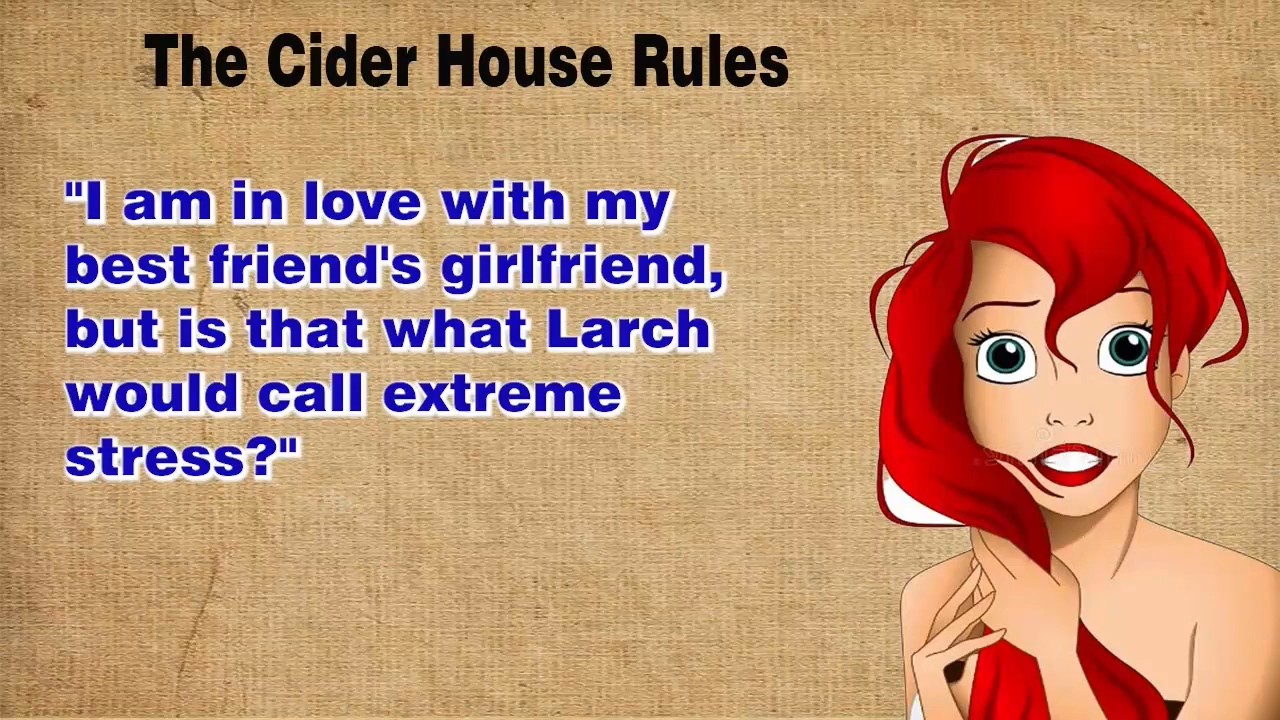 The Cider House Rules
"I am in love with my
best friend's girlfriend,
but is that what Larch
would call extreme
stress?"